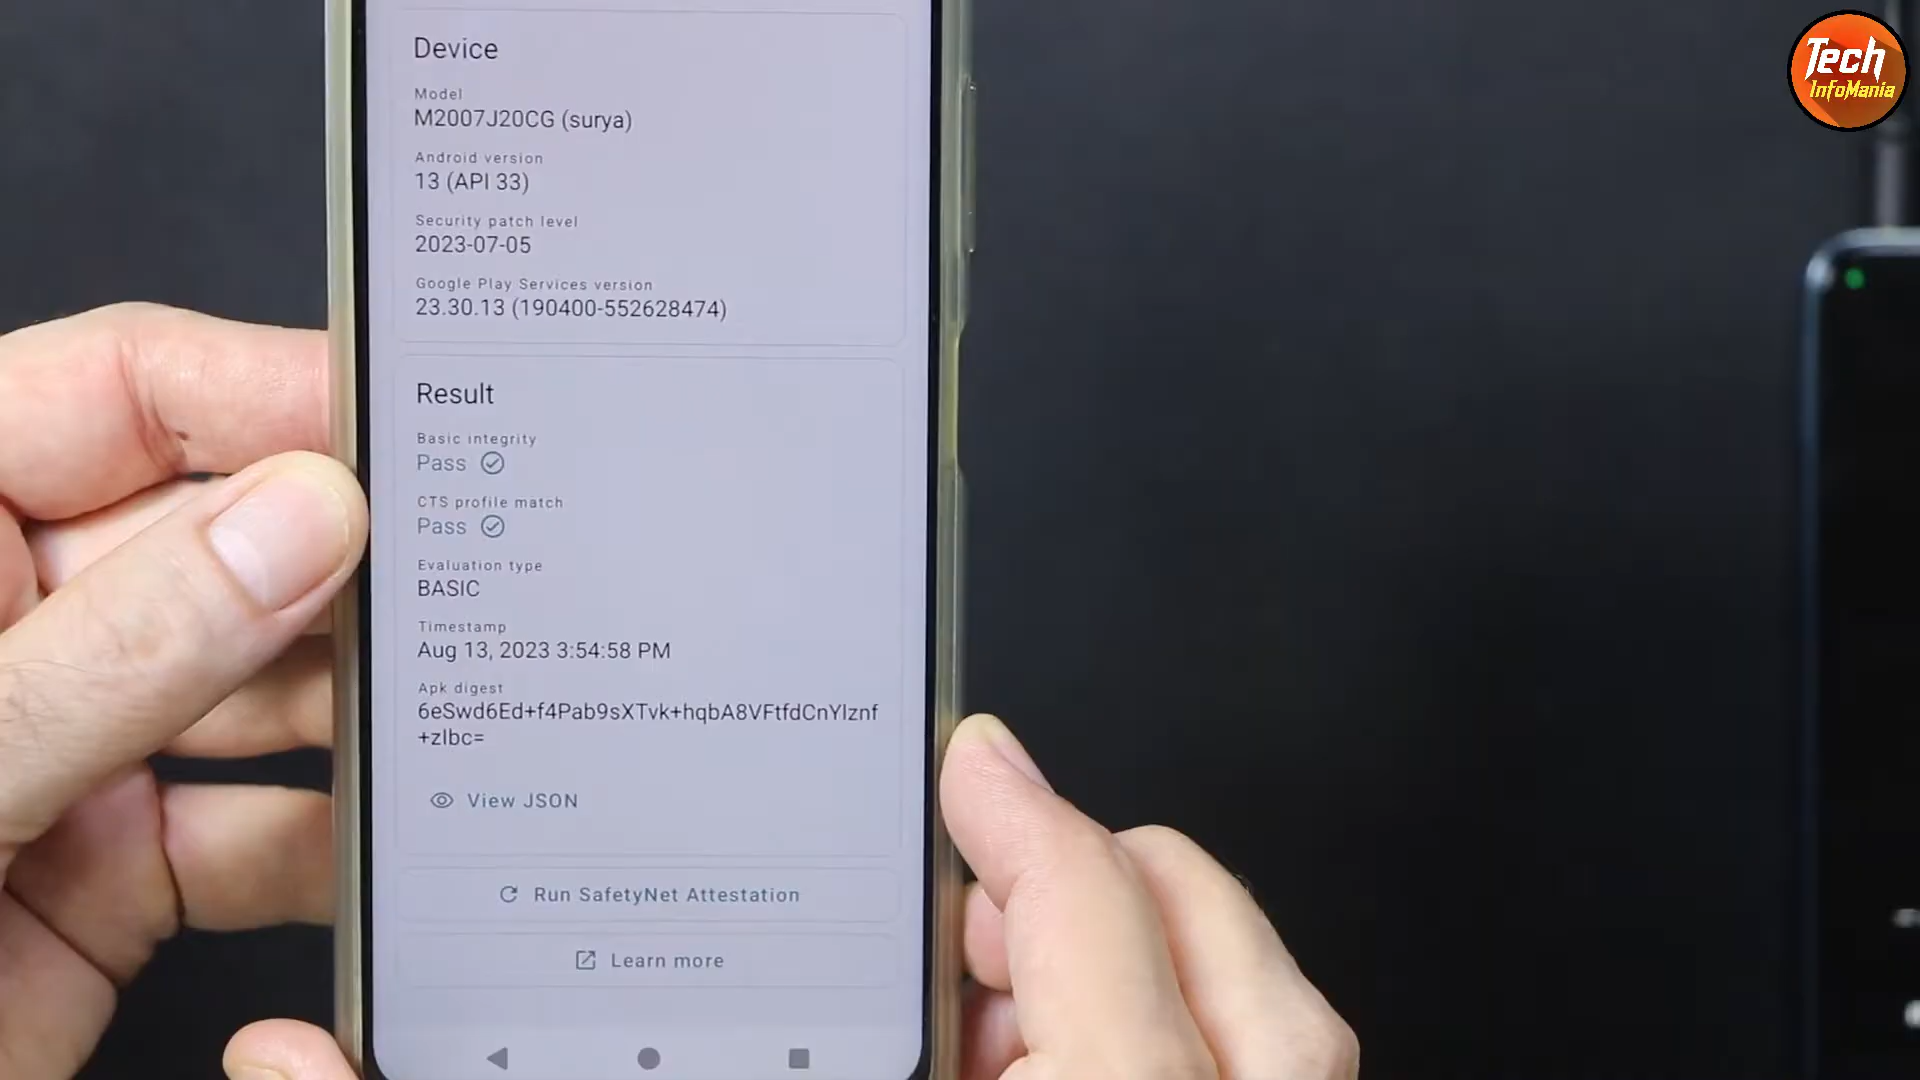 Tech
InfoMania
Device
Model
M2007J20CG (surya)
Android version
13 (API 33)
Security patch level
2023-07-05
Google Play Services version
23.30.13 (190400-552628474)
Result
Basic integrity
Pass
CTS profile match
Pass
Evaluation type
BASIC
Timestamp
Aug 13, 2023 3:54:58 PM
Apk digest
6eSwd6Ed+f4Pab9sXTvk+hqbA8VFtfdCnYlznf
+zlbc=
View JSON
Run SafetyNet Attestation
Learn more